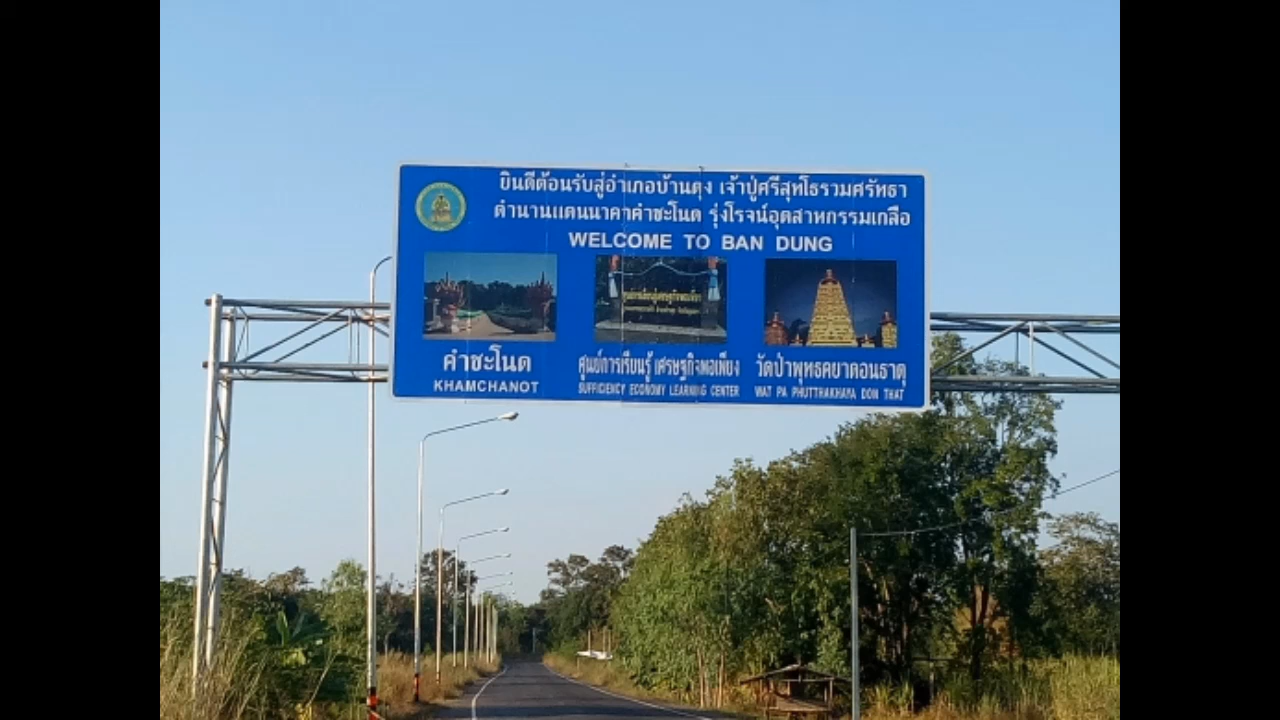 ยินดีต้อนรับสู่อำเภอบ้านดุง เจ้าปู่ศรีสุทโธรวมศรัทธา
ตำนานแดนนาคาคำชะโนด รุ่งโรจน์อุตสาหกรรมเกลือ
WELCOME TO BAN DUNG
คำชะโนด
KHAMCHANOT
ศูนย์การเรียนรู้ เศรษฐกิจพอเพียง
SUFFICIENCY ECONOMY LEARNING CENTER
วัดป่าพุทธคยาดอนธาตุ
WAT PA PHUTTHAKHAYA DON THAT